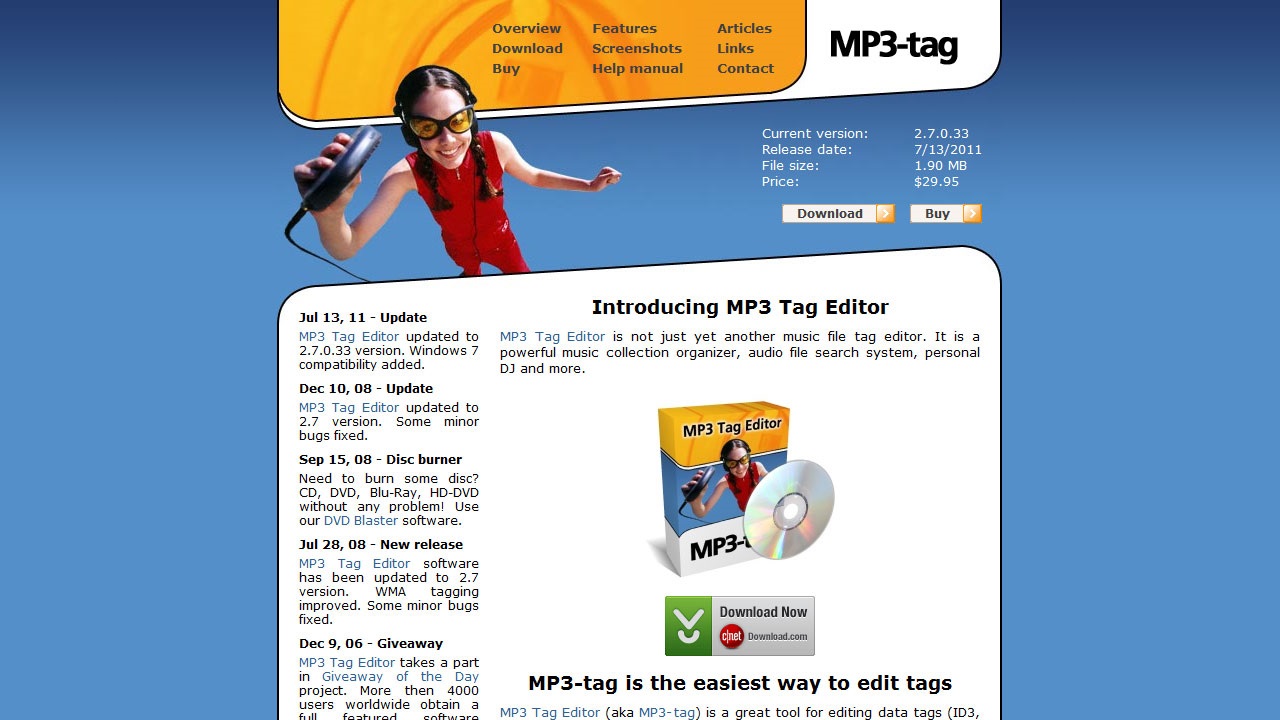 Overview Features Articles
Download Screenshots Links
Buy Help manual Contact
MP3-tag
Current version: 2.7.0.33
Release date: 7/13/2011
File size: 1.90 MB
Price: $29.95
Download Buy
Jul 13, 11 - Update
MP3 Tag Editor updated to
2.7.0.33 version. Windows 7
compatibility added.
Dec 10, 08 - Update
MP3 Tag Editor updated to
2.7 version. Some minor
bugs fixed.
Sep 15, 08 - Disc burner
Need to burn some disc?
CD, DVD, Blu-Ray, HD-DVD
without any problem! Use
our DVD Blaster software.
Jul 28, 08 - New release
MP3 Tag Editor software
has been updated to 2.7
version. WMA tagging
improved. Some minor bugs
fixed.
Dec 9, 06 - Giveaway
MP3 Tag Editor takes a part
in Giveaway of the Day
project. More then 4000
users worldwide obtain a
full featured software
Introducing MP3 Tag Editor
MP3 Tag Editor is not just yet another music file tag editor. It is a
powerful music collection organizer, audio file search system, personal
DJ and more.
MP3 Tag Editor
MP3-t
Download Now
c|net Download.com
MP3-tag is the easiest way to edit tags
MP3 Tag Editor (aka MP3-tag) is a great tool for editing data tags (ID3,